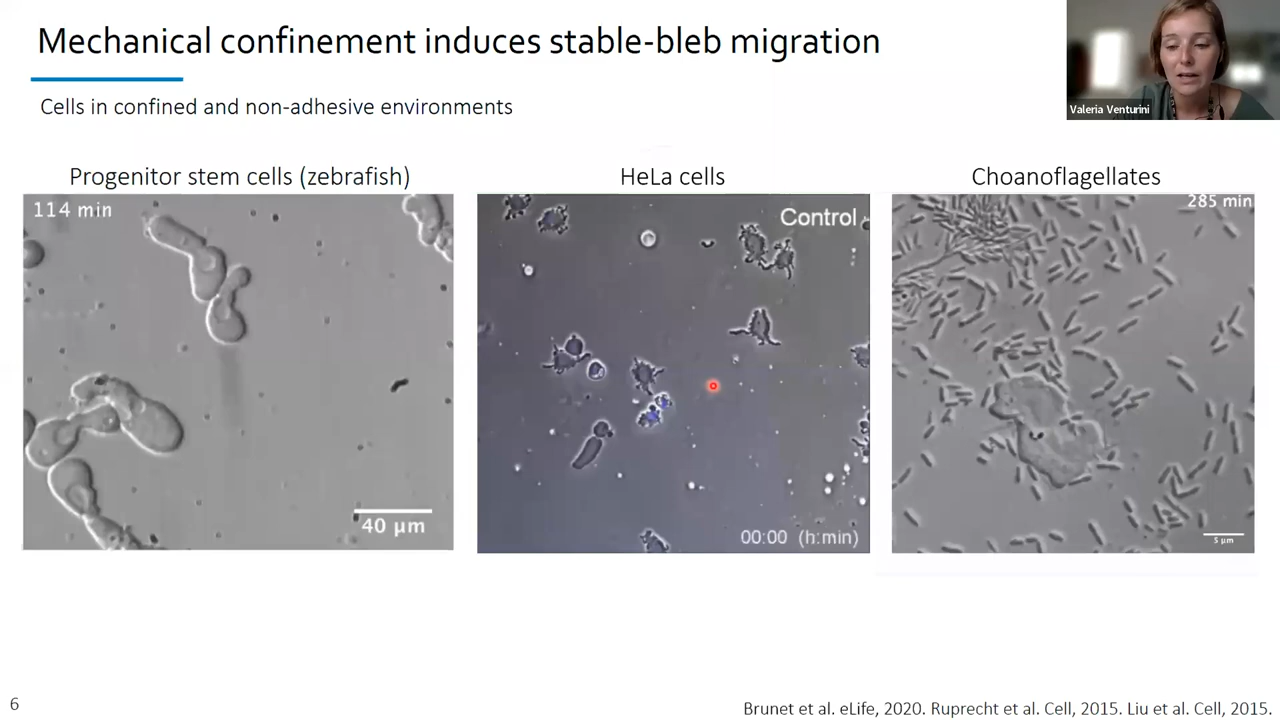 Mechanical confinement induces stable-bleb migration
Valeria Venturini
Cells in confined and non-adhesive environments
Progenitor stem cells (zebrafish)
HeLa cells
Choanoflagellates
114 min
Control
285 min
40 µm
00:00 (h:min)
5 µm
6
Brunet et al. eLife, 2020. Ruprecht et al. Cell, 2015. Liu et al. Cell, 2015.